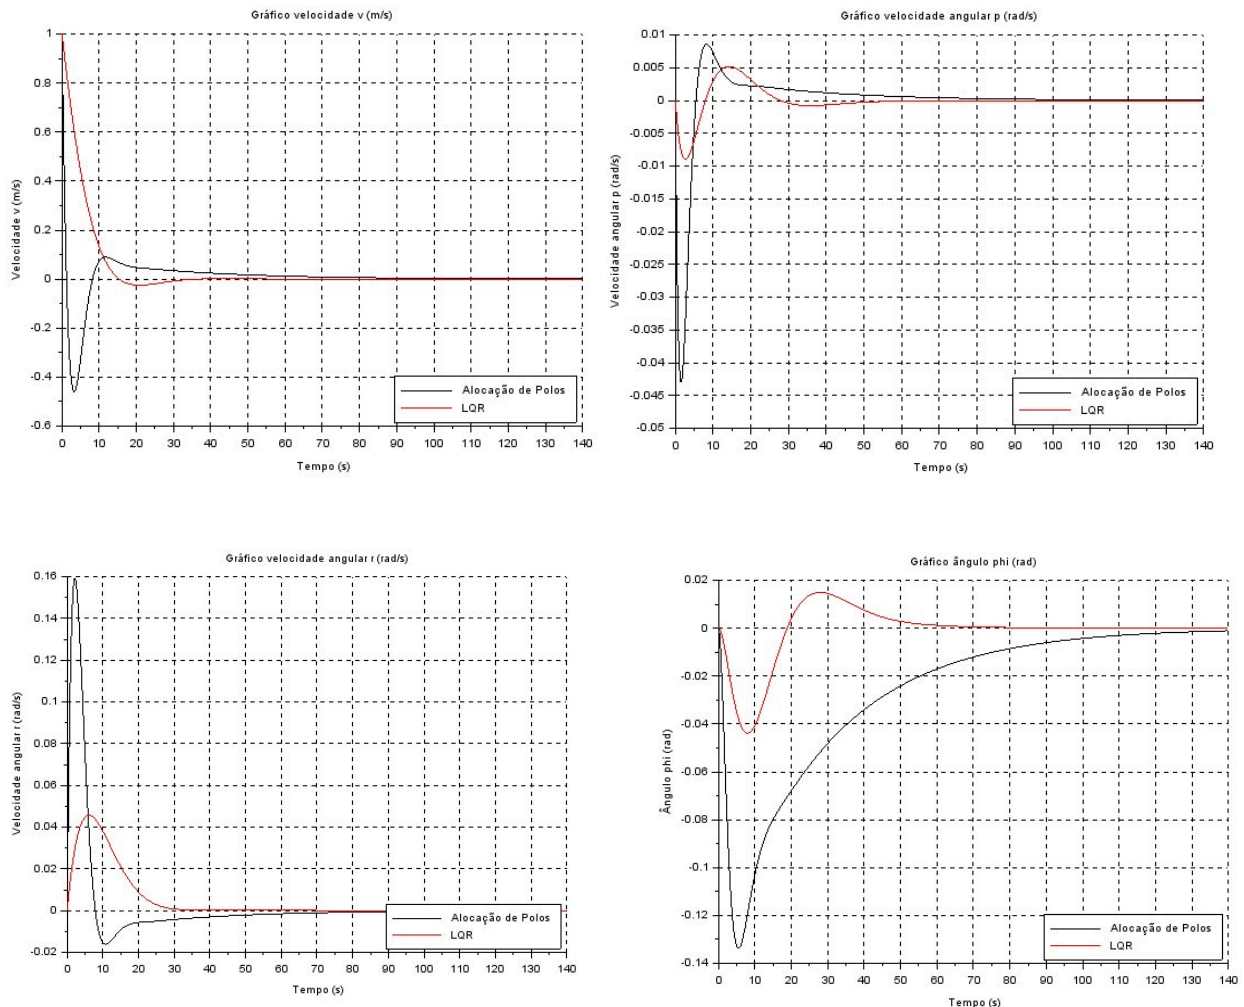 Gráfico velocidade v (m/s)
1
0.8
0.6
0.4
0.2
0
-0.2
-0.4
-0.6
Velocidade v (m/s)
0 10 20 30 40 50 60 70 80 90 100 110 120 130 140
Tempo (s)
Alocação de Polos
LQR
Gráfico velocidade angular p (rad/s)
0.01
0.005
0
-0.005
-0.01
-0.015
-0.02
-0.025
-0.03
-0.035
-0.04
-0.045
-0.05
Velocidade angular p (rad/s)
0 10 20 30 40 50 60 70 80 90 100 110 120 130 140
Tempo (s)
Alocação de Polos
LQR
Gráfico velocidade angular r (rad/s)
0.16
0.14
0.12
0.1
0.08
0.06
0.04
0.02
0
-0.02
Velocidade angular r (rad/s)
0 10 20 30 40 50 60 70 80 90 100 110 120 130 140
Tempo (s)
Alocação de Polos
LQR
Gráfico ângulo phi (rad)
0.02
0
-0.02
-0.04
-0.06
-0.08
-0.1
-0.12
-0.14
Ângulo phi (rad)
0 10 20 30 40 50 60 70 80 90 100 110 120 130 140
Tempo (s)
Alocação de Polos
LQR